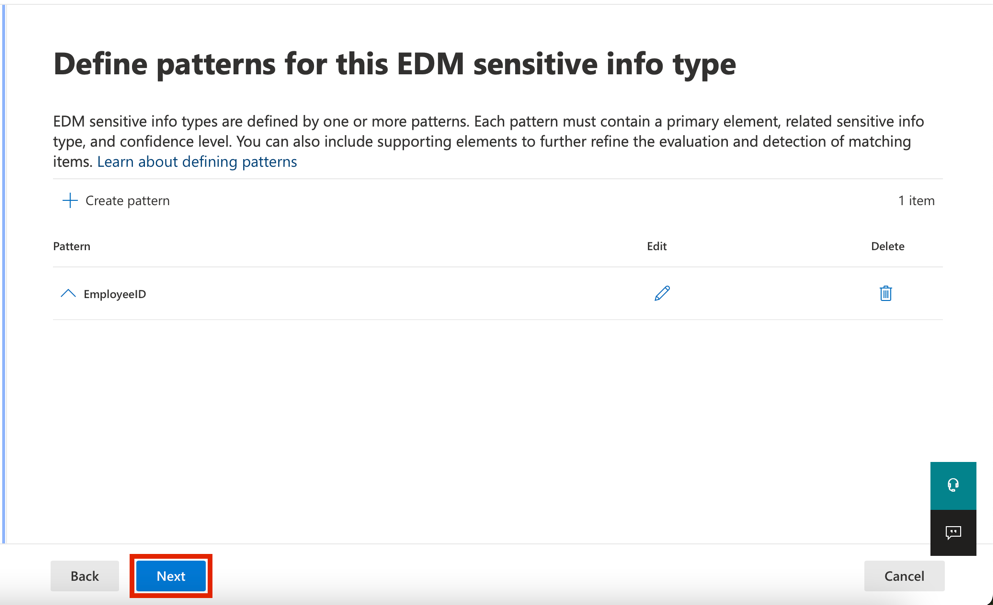 Define patterns for this EDM sensitive info type
EDM sensitive info types are defined by one or more patterns. Each pattern must contain a primary element, related sensitive info
type, and confidence level. You can also include supporting elements to further refine the evaluation and detection of matching
items. Learn about defining patterns
Create pattern 1 item
Pattern Edit Delete
EmployeeID
Back Next Cancel